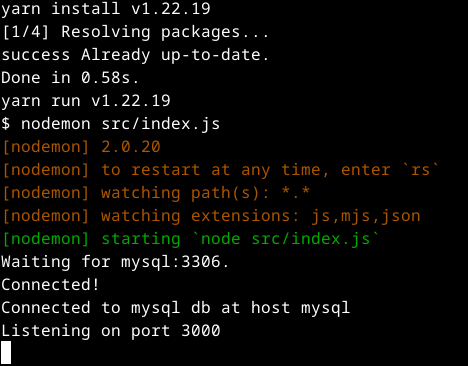 yarn install v1.22.19
[1/4] Resolving packages...
success Already up-to-date.
Done in 0.58s.
yarn run v1.22.19
$ nodemon src/index.js
[nodemon] 2.0.20
[nodemon] to restart at any time, enter `rs`
[nodemon] watching path(s): *.*
[nodemon] watching extensions: js,mjs,json
[nodemon] starting `node src/index.js`
Waiting for mysql:3306.
Connected!
Connected to mysql db at host mysql
Listening on port 3000